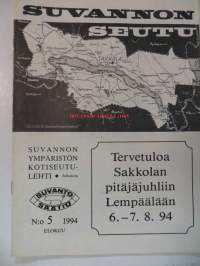 SUVANNON
SEUTU
SAKKOLA
SUVANNON
YMPÄRISTÖN
KOTISEUTU-
LEHTI
SUVANTO
SÄÄTIÖ
N:o 5 1994
ELOKUU
Tervetuloa
Sakkolan
pitäjäjuhliin
Lempäälään
6.–7. 8. 94